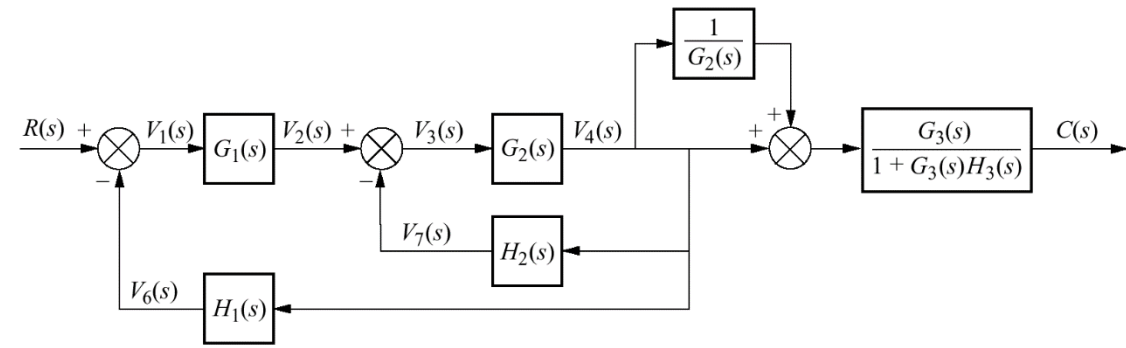 1
G₂(s)
R(s) + V₁(s) G₁(s) V₂(s) + V₃(s) G₂(s) V₄(s) + + G₃(s) C(s)
1 + G₃(s)H₃(s)
−
−
V₇(s) H₂(s)
V₆(s) H₁(s)